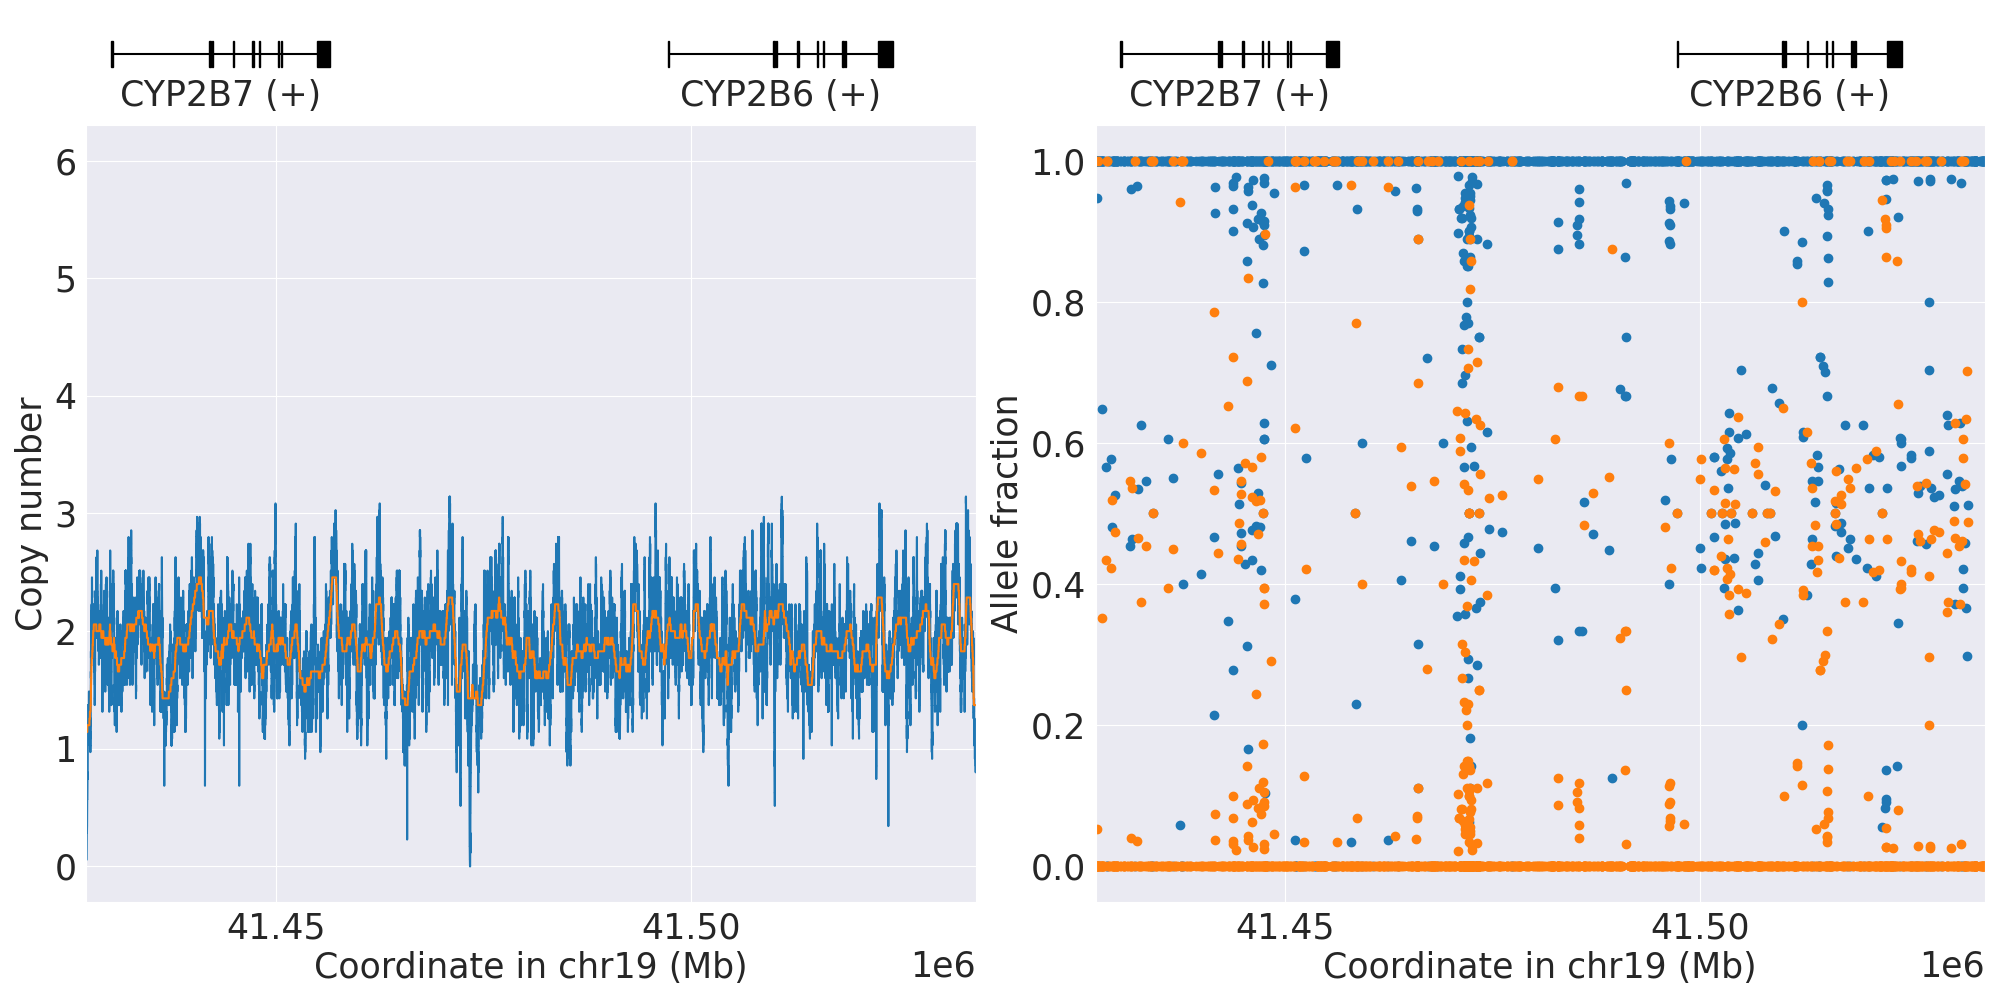 CYP2B7 (+) CYP2B6 (+)
6
5
4
3
2
1
0
Copy number
41.45 41.50
Coordinate in chr19 (Mb) 1e6
CYP2B7 (+) CYP2B6 (+)
1.0
0.8
0.6
0.4
0.2
0.0
Allele fraction
41.45 41.50
Coordinate in chr19 (Mb) 1e6